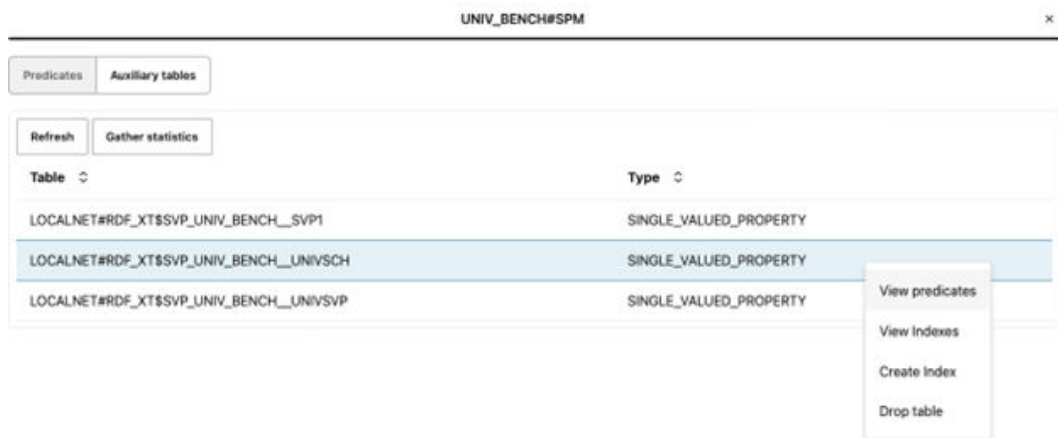 UNIV_BENCH#SPM ×
Predicates Auxiliary tables
Refresh Gather statistics
Table Type
LOCALNET#RDF_XT$SVP_UNIV_BENCH__SVP1 SINGLE_VALUED_PROPERTY
LOCALNET#RDF_XT$SVP_UNIV_BENCH__UNIVSCH SINGLE_VALUED_PROPERTY
LOCALNET#RDF_XT$SVP_UNIV_BENCH__UNIVSVP SINGLE_VALUED_PROPERTY
View predicates
View Indexes
Create Index
Drop table